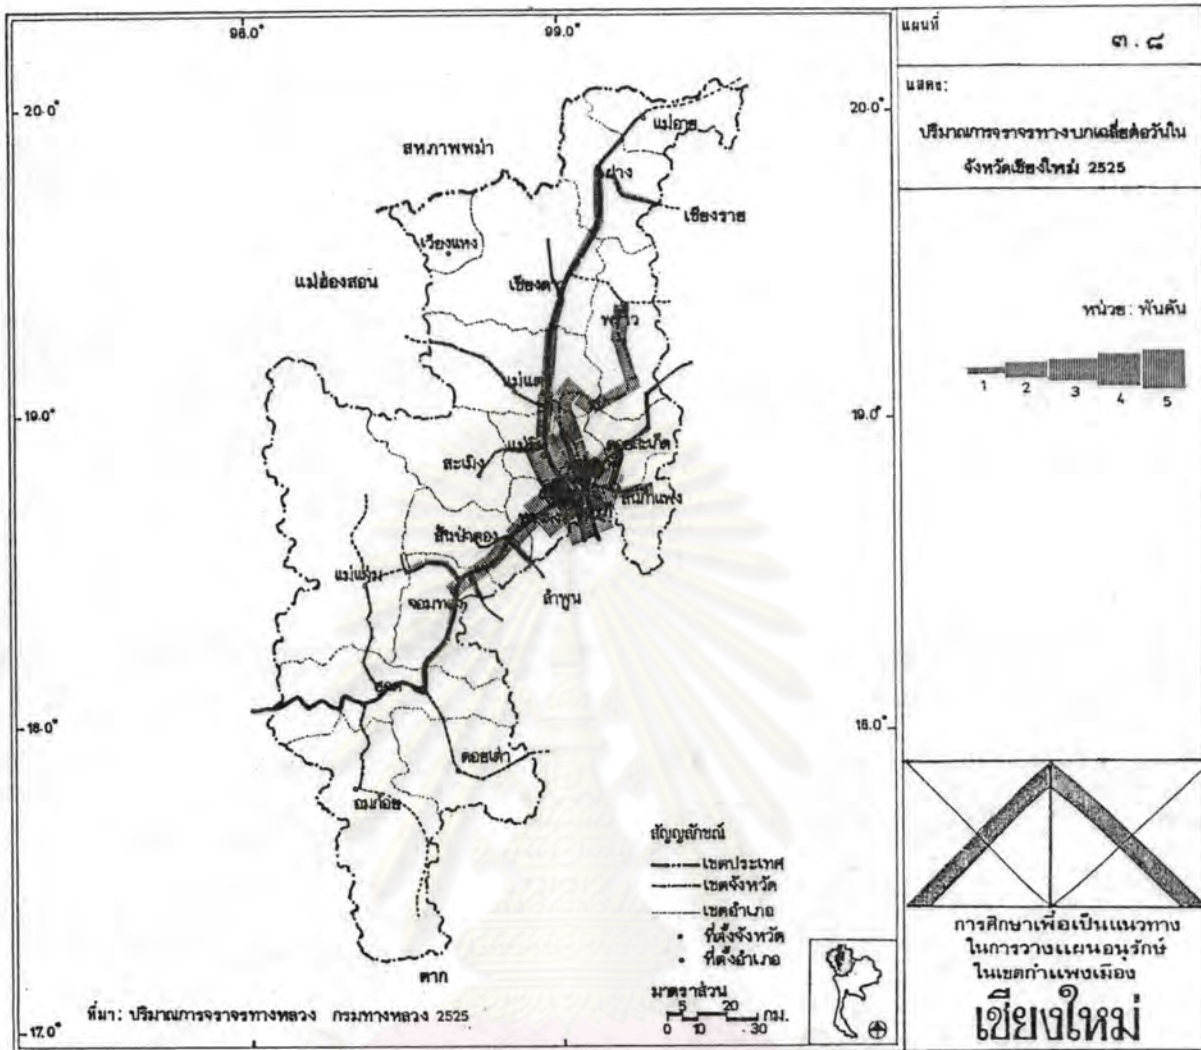 98.0°
99.0°
แผนที่
๓.๘
แสดง:
ปริมาณการจราจรทางบกเฉลี่ยต่อวันใน
จังหวัดเชียงใหม่ 2525
20.0°
20.0°
แม่อาย
สหภาพพม่า
ฝาง
เชียงราย
เวียงแหง
แม่ฮ่องสอน
หน่วย: พันคัน
พร้าว
1
2
3
4
5
19.0°
19.0°
ดอยสะเก็ด
สะเมิง
สันกำแพง
สันป่าตอง
แม่แจ่ม
ลำพูน
จอมทอง
18.0°
18.0°
ฮอด
ดอยเต่า
อมก๋อย
สัญญลักษณ์
เขตประเทศ
เขตจังหวัด
เขตอำเภอ
ที่ตั้งจังหวัด
ที่ตั้งอำเภอ
ตาก
มาตราส่วน
5 20 กม.
0 10 30
ที่มา: ปริมาณการจราจรทางหลวง กรมทางหลวง 2525
17.0°
การศึกษาเพื่อเป็นแนวทาง
ในการวางแผนอนุรักษ์
ในเขตกำแพงเมือง
เชียงใหม่